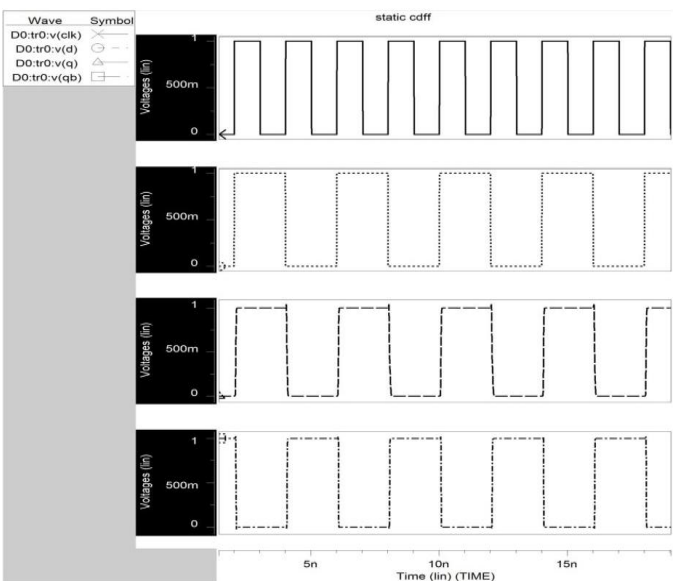 static cdff
Wave Symbol
D0:tr0:v(clk)
D0:tr0:v(d)
D0:tr0:v(q)
D0:tr0:v(qb)
Voltages (lin)
1
500m
0
Voltages (lin)
1
500m
0
Voltages (lin)
1
500m
0
Voltages (lin)
1
500m
0
5n 10n 15n
Time (lin) (TIME)